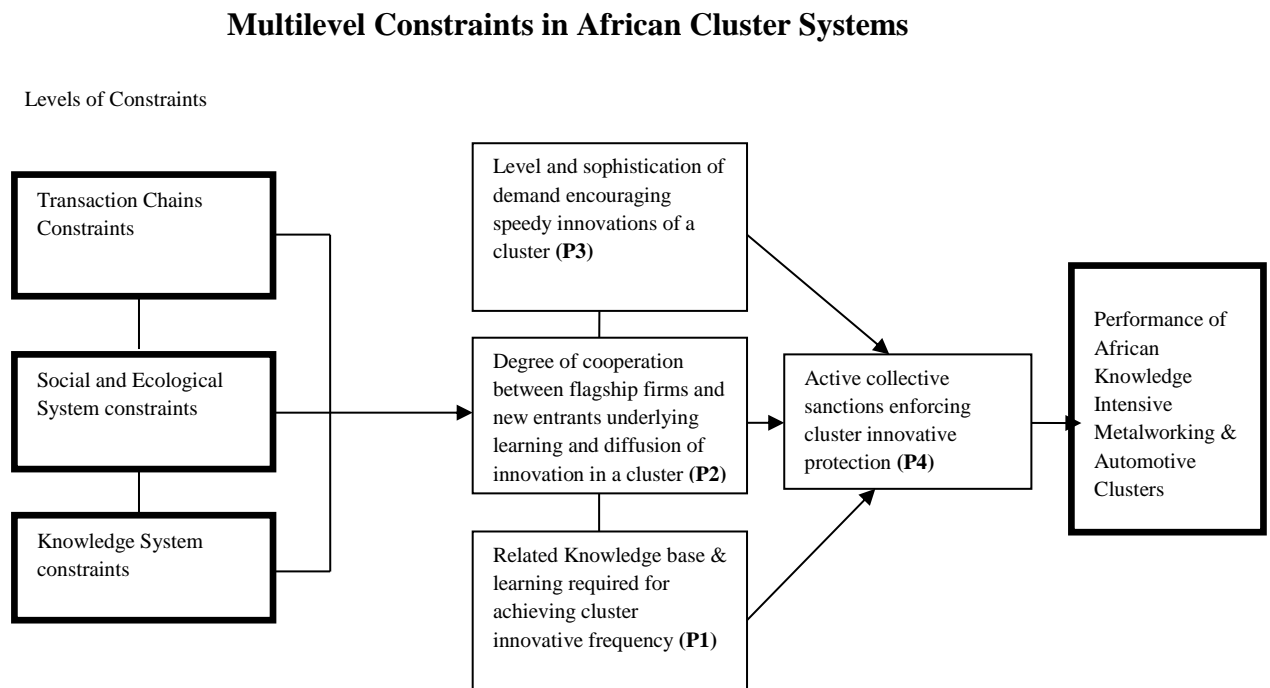 Multilevel Constraints in African Cluster Systems
Levels of Constraints
Transaction Chains
Constraints
Social and Ecological
System constraints
Knowledge System
constraints
Level and sophistication of
demand encouraging
speedy innovations of a
cluster (P3)
Degree of cooperation
between flagship firms and
new entrants underlying
learning and diffusion of
innovation in a cluster (P2)
Related Knowledge base &
learning required for
achieving cluster
innovative frequency (P1)
Active collective
sanctions enforcing
cluster innovative
protection (P4)
Performance of
African
Knowledge
Intensive
Metalworking &
Automotive
Clusters